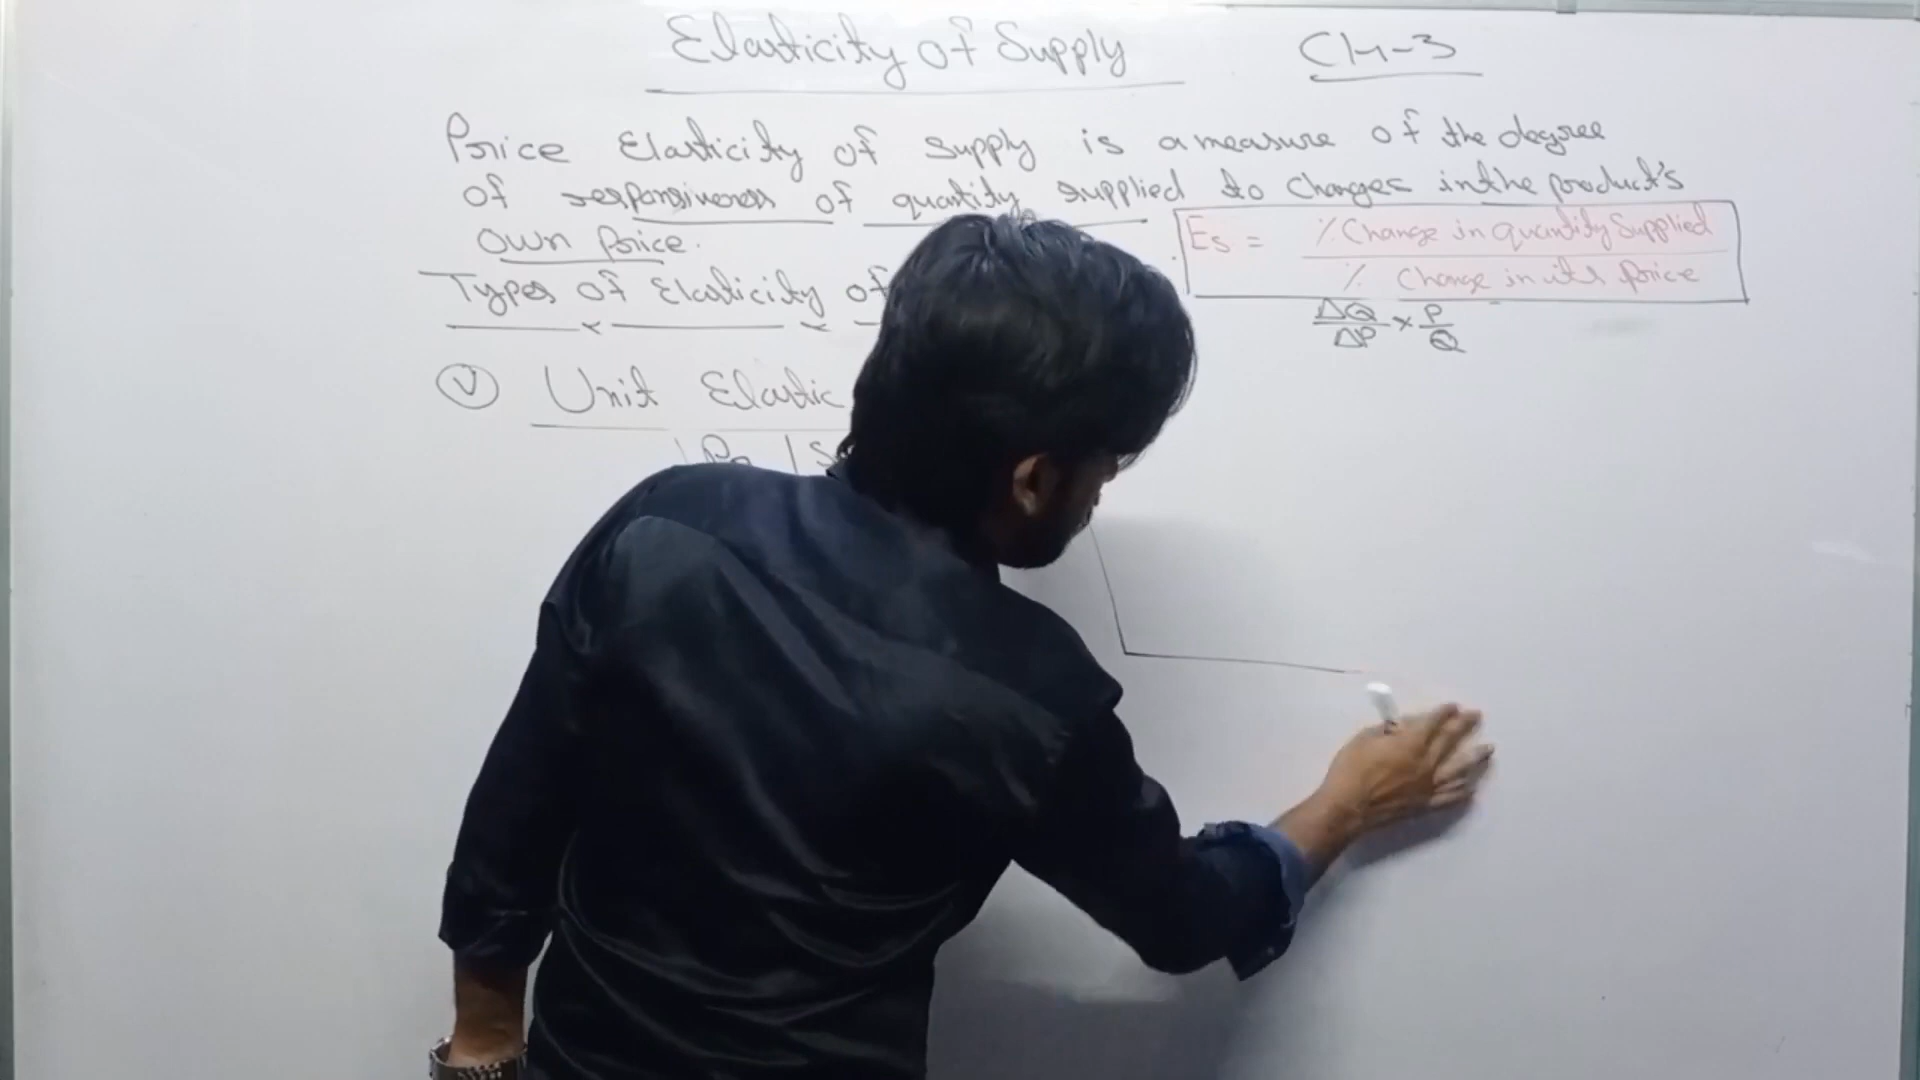 Elasticity of Supply
CH-3
Price Elasticity of supply is a measure of the degree
of responsiveness of quantity supplied to changes in the product's
own price.
Es = % Change in quantity Supplied
% Change in its price
ΔQ/ΔP × P/Q
Types of Elasticity of
(V) Unit Elastic